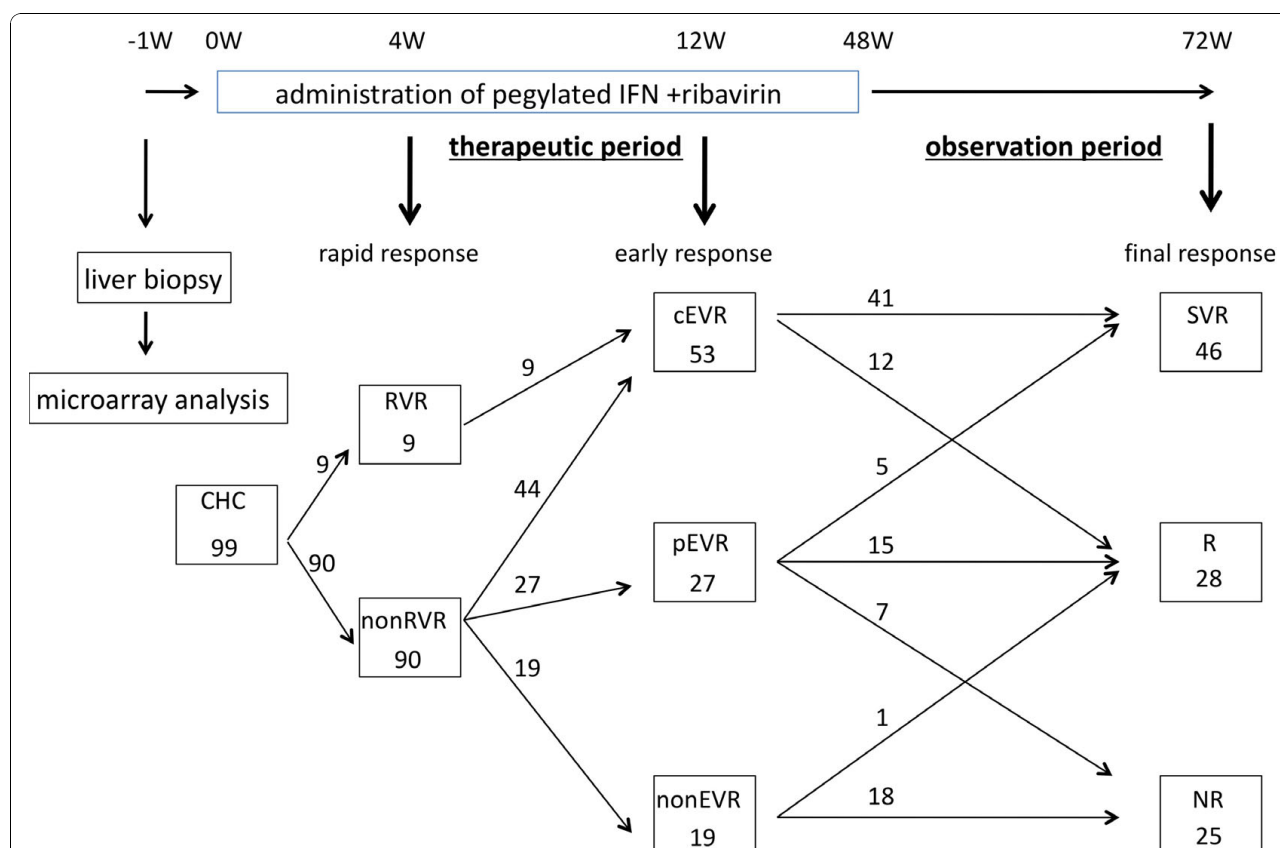 -1W 0W 4W 12W 48W 72W
administration of pegylated IFN +ribavirin
therapeutic period observation period
rapid response early response final response
liver biopsy
microarray analysis
CHC
99
9
90
RVR
9
nonRVR
90
9
44
27
19
cEVR
53
pEVR
27
nonEVR
19
41
12
5
15
7
1
18
SVR
46
R
28
NR
25